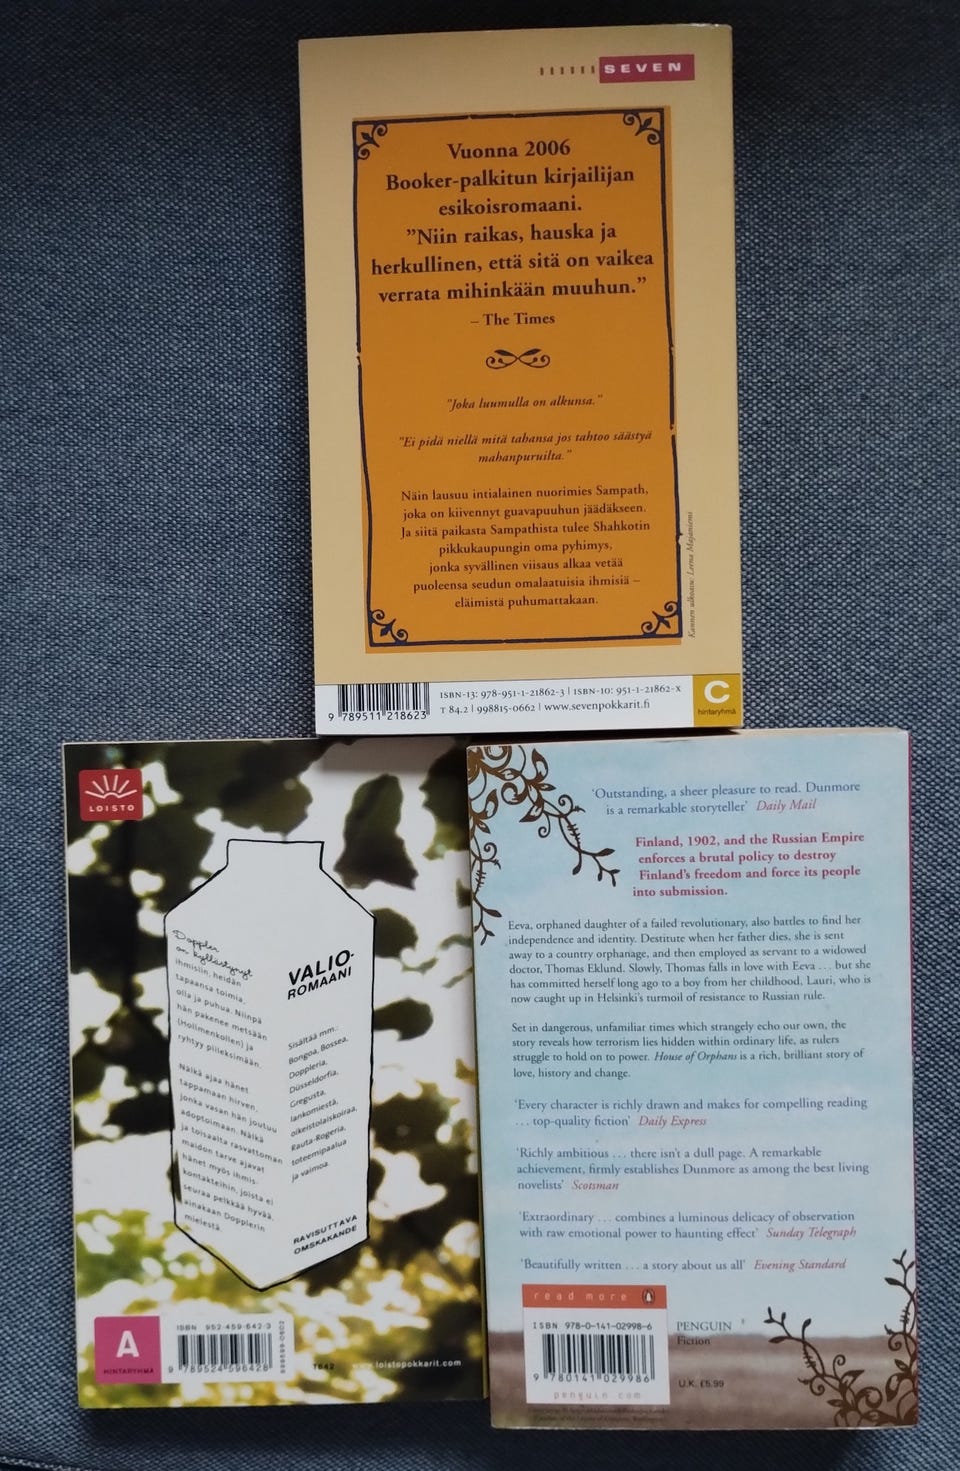 SEVEN
Vuonna 2006
Booker-palkitun kirjailijan
esikoisromaani.
”Niin raikas, hauska ja
herkullinen, että sitä on vaikea
verrata mihinkään muuhun.”
– The Times
”Joka luumulla on alkunsa.”
”Ei pidä niellä mitä tahansa jos tahtoo säästyä
mahanpuruilta.”
Näin lausuu intialainen nuorimies Sampath,
joka on kiivennyt guavapuuhun jäädäkseen.
Ja siitä paikasta Sampathista tulee Shahkotin
pikkukaupungin oma pyhimys,
jonka syvällinen viisaus alkaa vetää
puoleensa seudun omalaatuisia ihmisiä –
eläimistä puhumattakaan.
Kannen ulkoasu: Leena Majaniemi
ISBN-13: 978-951-1-21862-3 | ISBN-10: 951-1-21862-X
T 84.2 | 998815-0662 | www.sevenpokkarit.fi
9 789511 218623
C
hintaryhmä
LOISTO
Doppler
on kyllästynyt
ihmisiin, heidän
tapaansa toimia,
olla ja puhua. Niinpä
hän pakenee metsään
(Holmenkollen) ja
ryhtyy piileksimään.
Nälkä ajaa hänet
tappamaan hirven,
jonka vasan hän joutuu
adoptoimaan. Nälkä
ja toisaalta rasvattoman
maidon tarve ajavat
hänet myös ihmis-
kontakteihin, joista ei
seuraa pelkkää hyvää,
ainakaan Dopplerin
mielestä.
VALIO-
ROMAANI
Sisältää mm.:
Bongoa, Bossea,
Doppleria,
Düsseldorfia,
Gregusta,
lankomiestä,
oikeistolaiskoiraa,
Rauta-Rogeria,
toteemipaalua
ja vaimoa.
RAVISUTTAVA
OMSKAKANDE
A
HINTARYHMÄ
ISBN 952-459-642-3
9 789524 596428
T842
www.loistopokkarit.com
‘Outstanding, a sheer pleasure to read. Dunmore
is a remarkable storyteller’ Daily Mail
Finland, 1902, and the Russian Empire
enforces a brutal policy to destroy
Finland’s freedom and force its people
into submission.
Eeva, orphaned daughter of a failed revolutionary, also battles to find her
independence and identity. Destitute when her father dies, she is sent
away to a country orphanage, and then employed as servant to a widowed
doctor, Thomas Eklund. Slowly, Thomas falls in love with Eeva … but she
has committed herself long ago to a boy from her childhood, Lauri, who is
now caught up in Helsinki’s turmoil of resistance to Russian rule.
Set in dangerous, unfamiliar times which strangely echo our own, the
story reveals how terrorism lies hidden within ordinary life, as rulers
struggle to hold on to power. House of Orphans is a rich, brilliant story of
love, history and change.
‘Every character is richly drawn and makes for compelling reading
… top-quality fiction’ Daily Express
‘Richly ambitious … there isn’t a dull page. A remarkable
achievement, firmly establishes Dunmore as among the best living
novelists’ Scotsman
‘Extraordinary … combines a luminous delicacy of observation
with raw emotional power to haunting effect’ Sunday Telegraph
‘Beautifully written … a story about us all’ Evening Standard
read more
ISBN 978-0-141-02998-6
9 780141 029986
penguin.com
PENGUIN
Fiction
U.K. £6.99